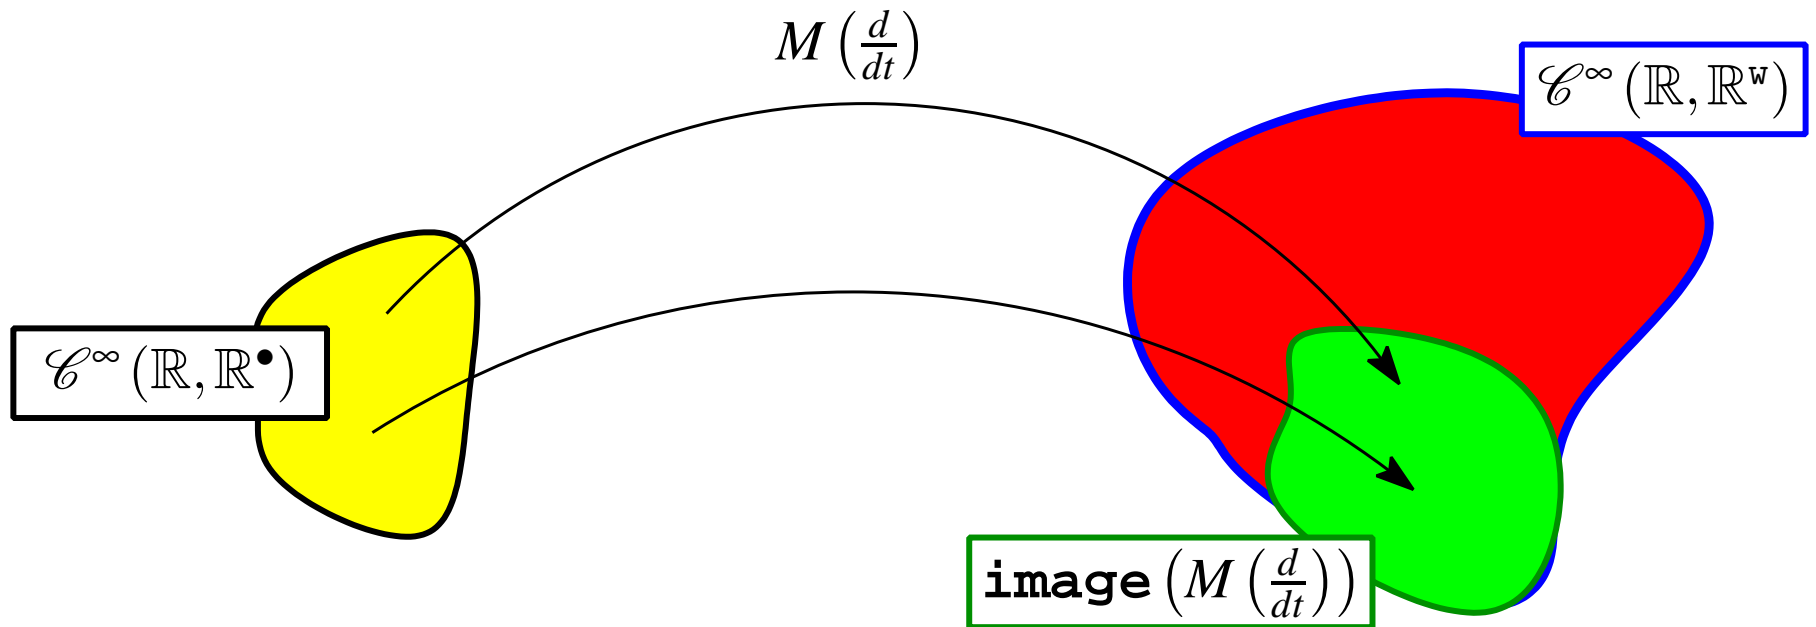 M (d/dt)
𝒞^∞ (ℝ, ℝ^w)
𝒞^∞ (ℝ, ℝ^•)
image (M (d/dt))